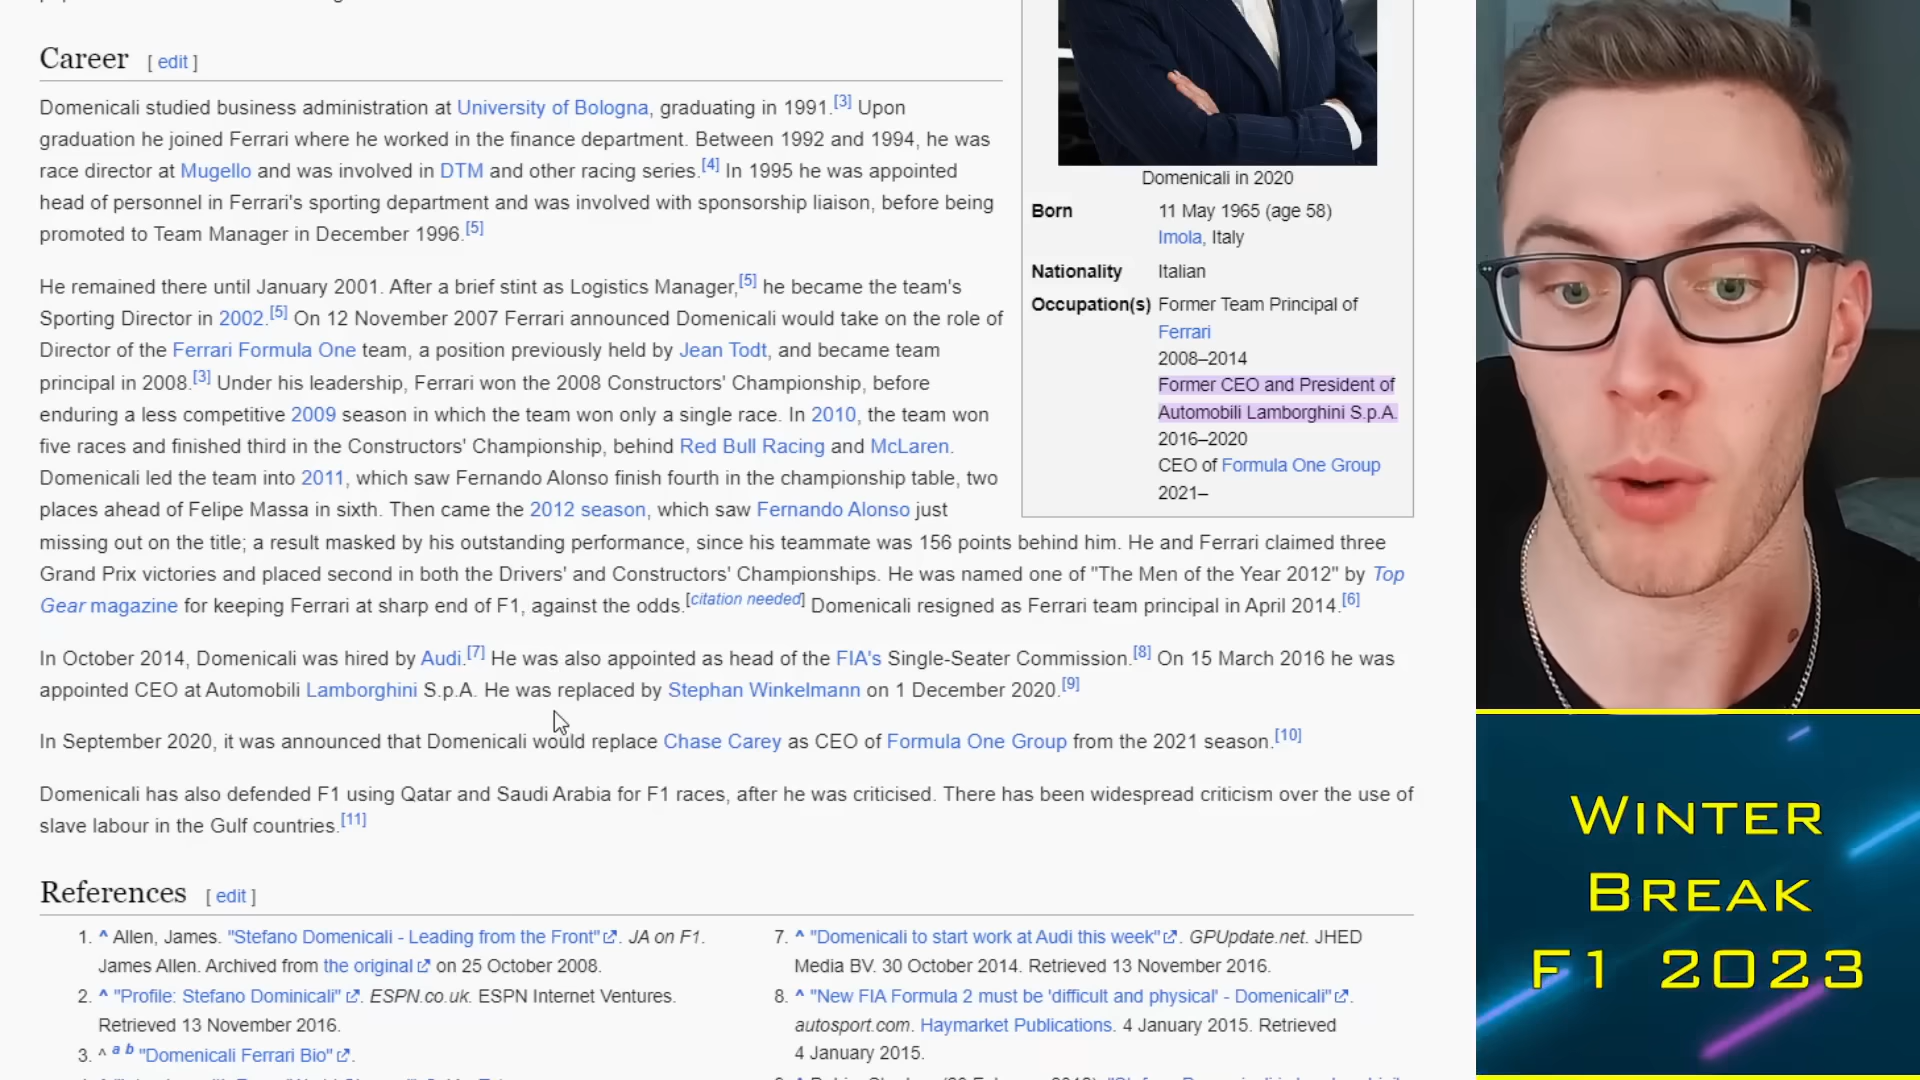 Career [ edit ]
Domenicali studied business administration at University of Bologna, graduating in 1991.[3] Upon
graduation he joined Ferrari where he worked in the finance department. Between 1992 and 1994, he was
race director at Mugello and was involved in DTM and other racing series.[4] In 1995 he was appointed
head of personnel in Ferrari's sporting department and was involved with sponsorship liaison, before being
promoted to Team Manager in December 1996.[5]
He remained there until January 2001. After a brief stint as Logistics Manager,[5] he became the team's
Sporting Director in 2002.[5] On 12 November 2007 Ferrari announced Domenicali would take on the role of
Director of the Ferrari Formula One team, a position previously held by Jean Todt, and became team
principal in 2008.[3] Under his leadership, Ferrari won the 2008 Constructors' Championship, before
enduring a less competitive 2009 season in which the team won only a single race. In 2010, the team won
five races and finished third in the Constructors' Championship, behind Red Bull Racing and McLaren.
Domenicali led the team into 2011, which saw Fernando Alonso finish fourth in the championship table, two
places ahead of Felipe Massa in sixth. Then came the 2012 season, which saw Fernando Alonso just
missing out on the title; a result masked by his outstanding performance, since his teammate was 156 points behind him. He and Ferrari claimed three
Grand Prix victories and placed second in both the Drivers' and Constructors' Championships. He was named one of "The Men of the Year 2012" by Top
Gear magazine for keeping Ferrari at sharp end of F1, against the odds.[citation needed] Domenicali resigned as Ferrari team principal in April 2014.[6]
In October 2014, Domenicali was hired by Audi.[7] He was also appointed as head of the FIA's Single-Seater Commission.[8] On 15 March 2016 he was
appointed CEO at Automobili Lamborghini S.p.A. He was replaced by Stephan Winkelmann on 1 December 2020.[9]
In September 2020, it was announced that Domenicali would replace Chase Carey as CEO of Formula One Group from the 2021 season.[10]
Domenicali has also defended F1 using Qatar and Saudi Arabia for F1 races, after he was criticised. There has been widespread criticism over the use of
slave labour in the Gulf countries.[11]
Domenicali in 2020
Born 11 May 1965 (age 58)
Imola, Italy
Nationality Italian
Occupation(s) Former Team Principal of
Ferrari
2008–2014
Former CEO and President of
Automobili Lamborghini S.p.A.
2016–2020
CEO of Formula One Group
2021–
References [ edit ]
1. ^ Allen, James. "Stefano Domenicali - Leading from the Front". JA on F1.
James Allen. Archived from the original on 25 October 2008.
2. ^ "Profile: Stefano Dominicali". ESPN.co.uk. ESPN Internet Ventures.
Retrieved 13 November 2016.
3. ^ a b "Domenicali Ferrari Bio".
7. ^ "Domenicali to start work at Audi this week". GPUpdate.net. JHED
Media BV. 30 October 2014. Retrieved 13 November 2016.
8. ^ "New FIA Formula 2 must be 'difficult and physical' - Domenicali".
autosport.com. Haymarket Publications. 4 January 2015. Retrieved
4 January 2015.
WINTER
BREAK
F1 2023